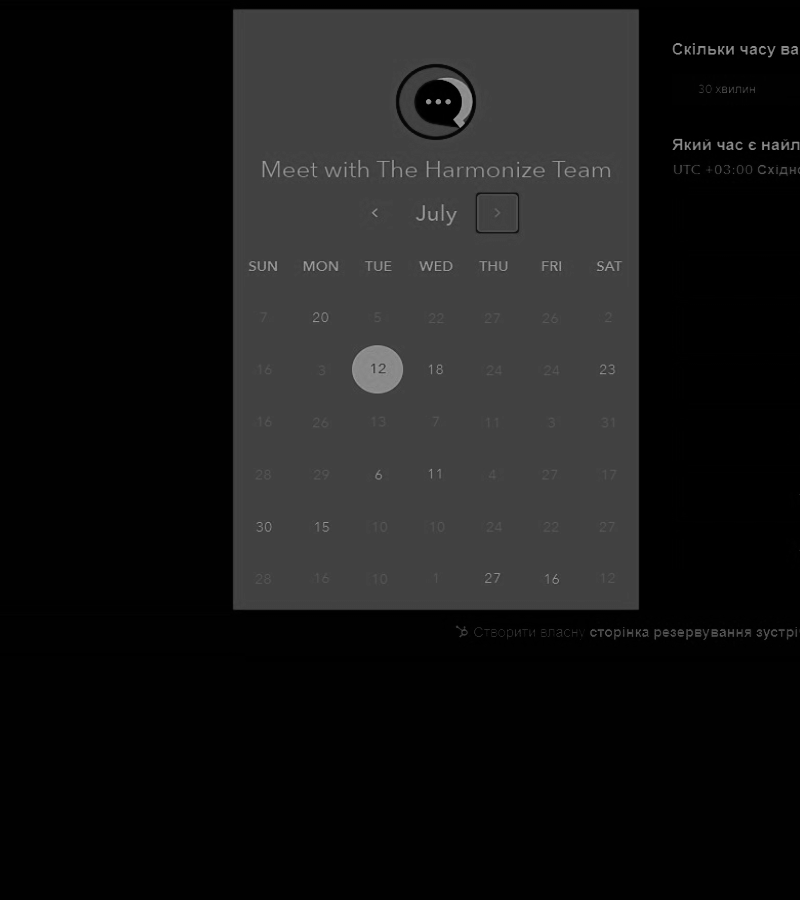 Скільки часу ва
30 хвилин
Meet with The Harmonize Team
Який час є найл
UTC +03:00 Східно
July
SUN MON TUE WED THU FRI SAT
7 20 5 22 27 26 2
16 3 12 18 24 24 23
16 26 13 7 11 3 31
28 29 6 11 4 27 17
30 15 10 10 24 22 27
28 16 10 1 27 16 12
Створити власну сторінка резервування зустрі